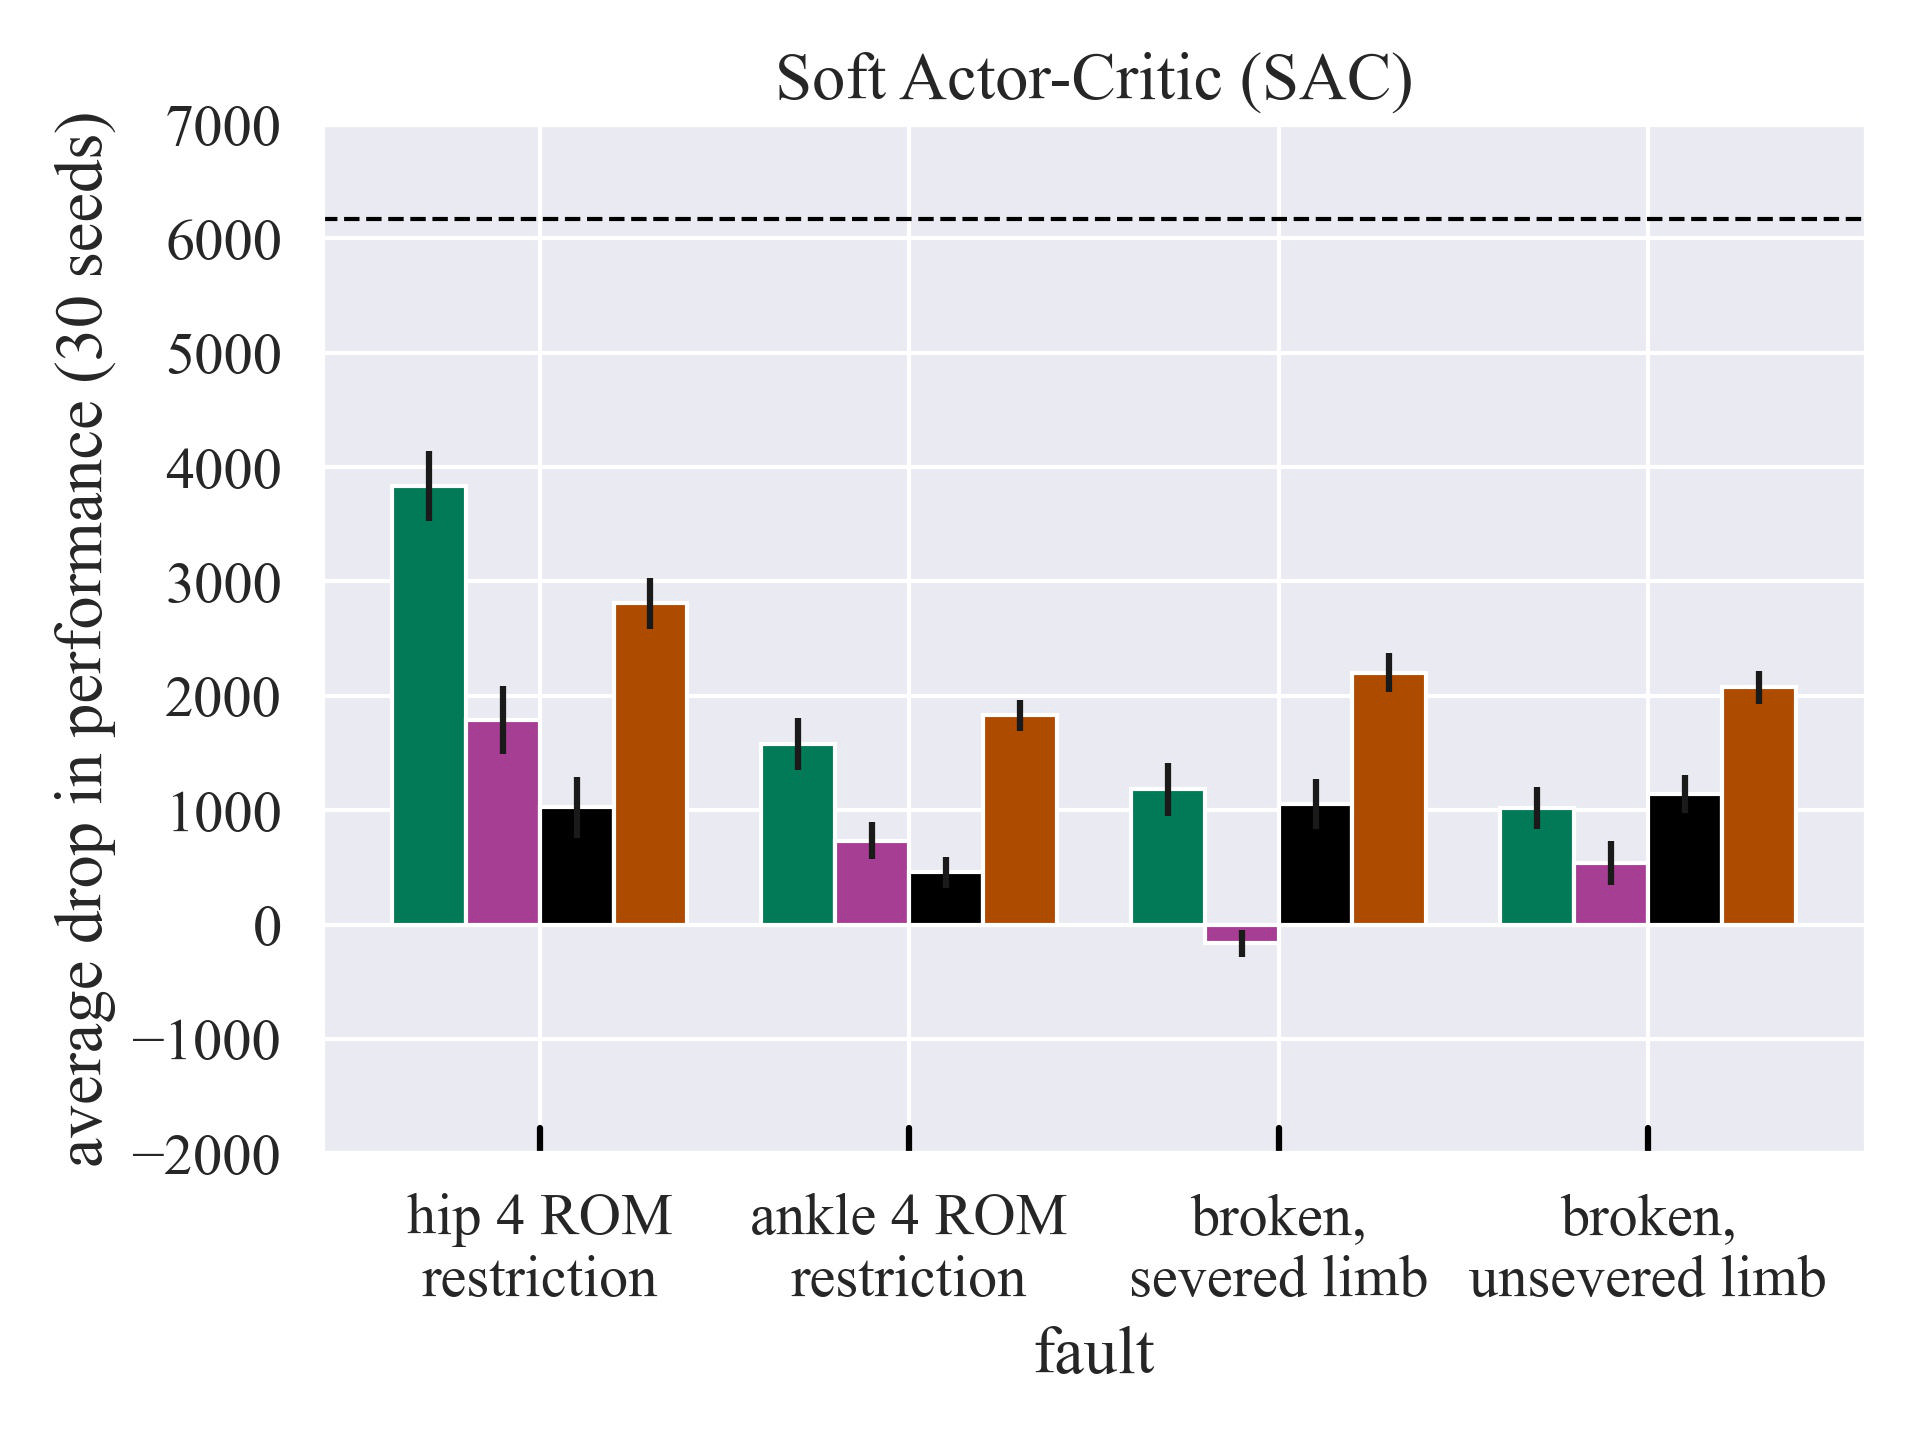 Soft Actor-Critic (SAC)
average drop in performance (30 seeds)
7000
6000
5000
4000
3000
2000
1000
0
−1000
−2000
hip 4 ROM
restriction
ankle 4 ROM
restriction
broken,
severed limb
broken,
unsevered limb
fault